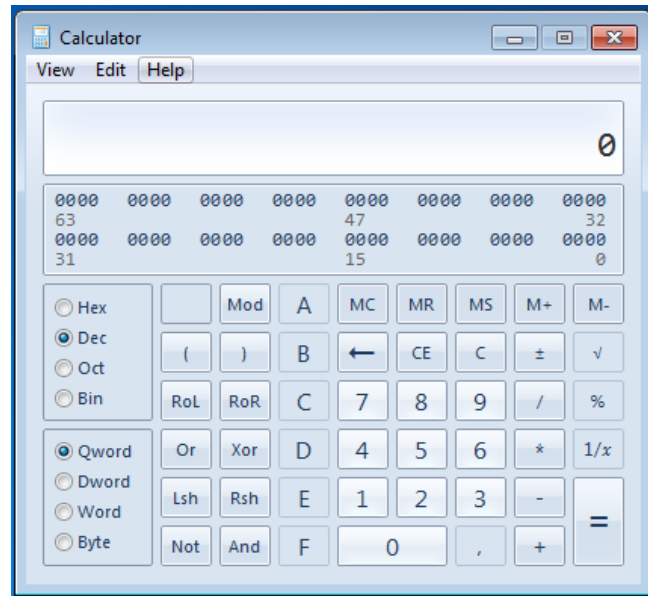 Calculator
View Edit Help
0
0000 0000 0000 0000 0000 0000 0000 0000
63 47 32
0000 0000 0000 0000 0000 0000 0000 0000
31 15 0
Hex Mod A MC MR MS M+ M-
Dec ( ) B ← CE C ± √
Oct
Bin RoL RoR C 7 8 9 / %
Qword Or Xor D 4 5 6 * 1/x
Dword Lsh Rsh E 1 2 3 - =
Word
Byte Not And F 0 , +